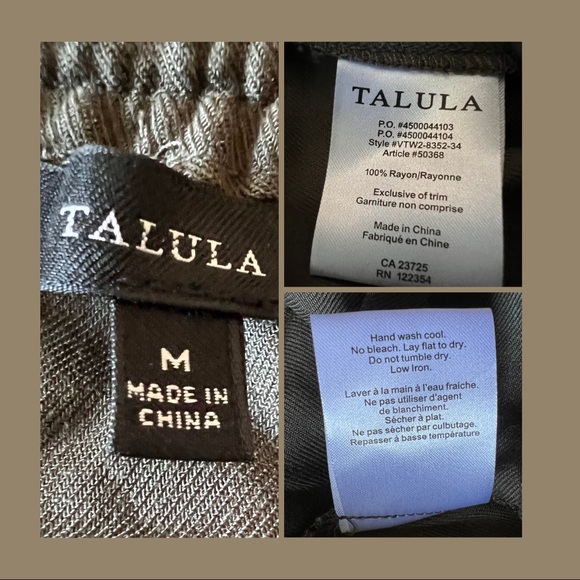 TALULA
M
MADE IN
CHINA
TALULA
P.O. #4500044103
P.O. #4500044104
Style #VTW2-8352-34
Article #50368
100% Rayon/Rayonne
Exclusive of trim
Garniture non comprise
Made in China
Fabriqué en Chine
CA 23725
RN 122354
Hand wash cool.
No bleach. Lay flat to dry.
Do not tumble dry.
Low Iron.
Laver à la main à l'eau fraîche.
Ne pas utiliser d'agent
de blanchiment.
Sécher à plat.
Ne pas sécher par culbutage.
Repasser à basse température